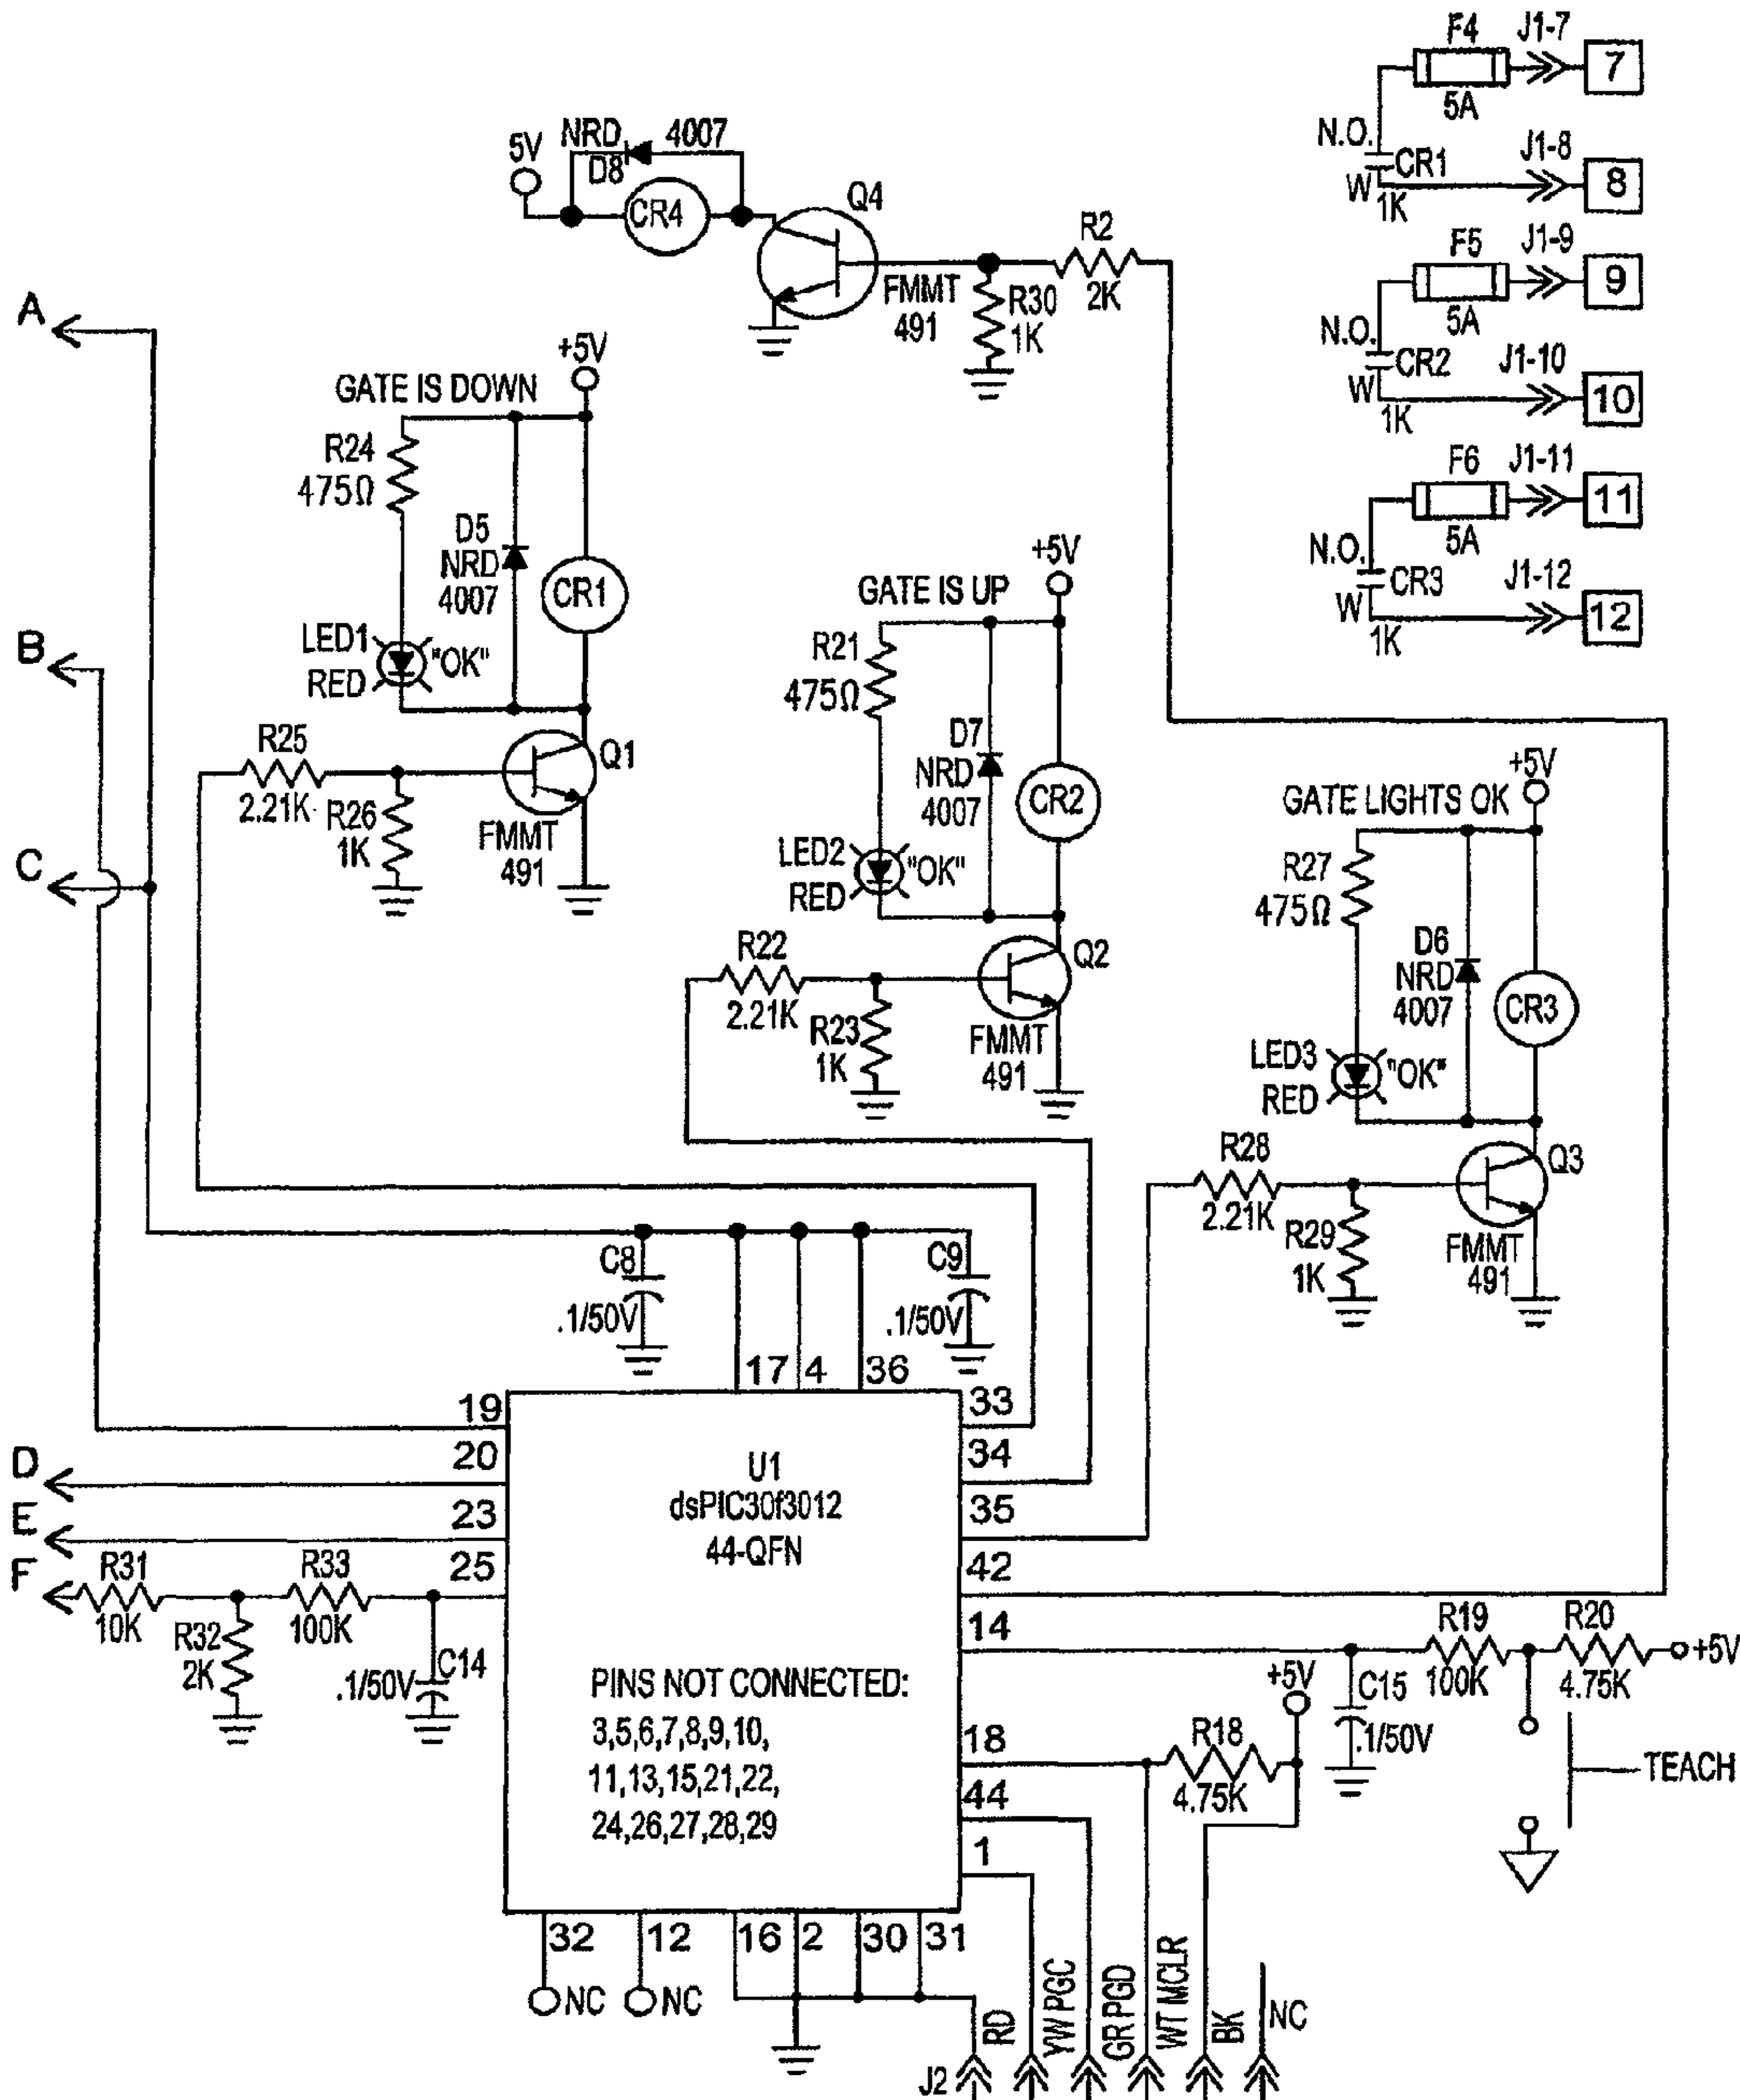 F4
J1-7
7
5A
N.O.
CR1
J1-8
W
1K
8
5V
NRD
4007
D8
CR4
Q4
FMMT
491
R30
1K
R2
2K
F5
J1-9
9
5A
N.O.
CR2
J1-10
W
1K
10
F6
J1-11
11
5A
N.O.
CR3
J1-12
W
1K
12
A
B
C
GATE IS DOWN
+5V
R24
475Ω
D5
NRD
4007
CR1
LED1
RED
"OK"
R25
2.21K
R26
1K
Q1
FMMT
491
GATE IS UP
+5V
R21
475Ω
D7
NRD
4007
CR2
LED2
RED
"OK"
R22
2.21K
R23
1K
Q2
FMMT
491
GATE LIGHTS OK
+5V
R27
475Ω
D6
NRD
4007
CR3
LED3
RED
"OK"
R28
2.21K
R29
1K
Q3
FMMT
491
C8
.1/50V
C9
.1/50V
17
4
36
19
20
23
25
33
34
35
42
14
18
44
1
U1
dsPIC30f3012
44-QFN
PINS NOT CONNECTED:
3,5,6,7,8,9,10,
11,13,15,21,22,
24,26,27,28,29
D
E
F
R31
10K
R32
2K
R33
100K
C14
.1/50V
R19
100K
R20
4.75K
+5V
C15
.1/50V
+5V
R18
4.75K
TEACH
32
12
16
2
30
31
NC
NC
J2
RD
YW PGC
GR PGD
WT MCLR
BK
NC